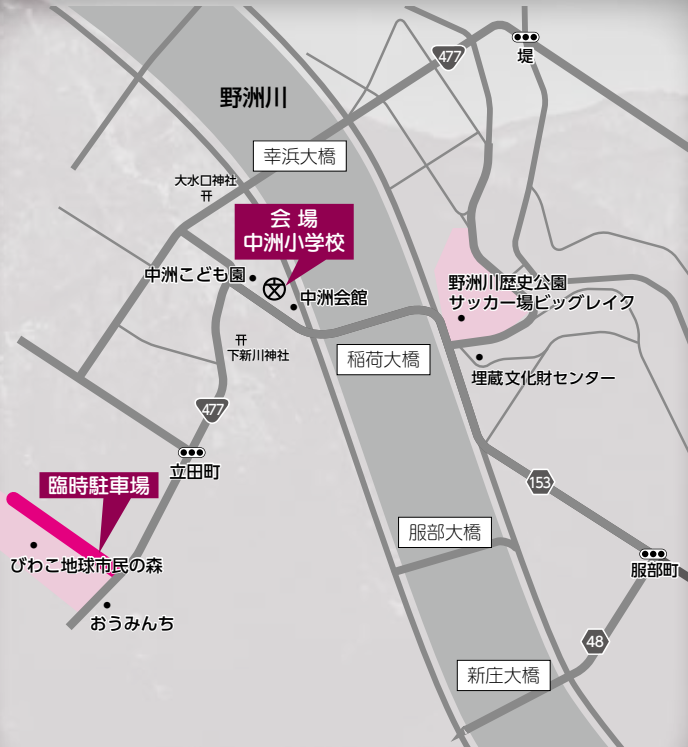 477
堤
野洲川
幸浜大橋
大水口神社
会場
中洲小学校
中洲こども園
文
中洲会館
野洲川歴史公園
サッカー場ビッグレイク
下新川神社
稲荷大橋
埋蔵文化財センター
477
立田町
臨時駐車場
153
服部大橋
びわこ地球市民の森
服部町
おうみんち
48
新庄大橋